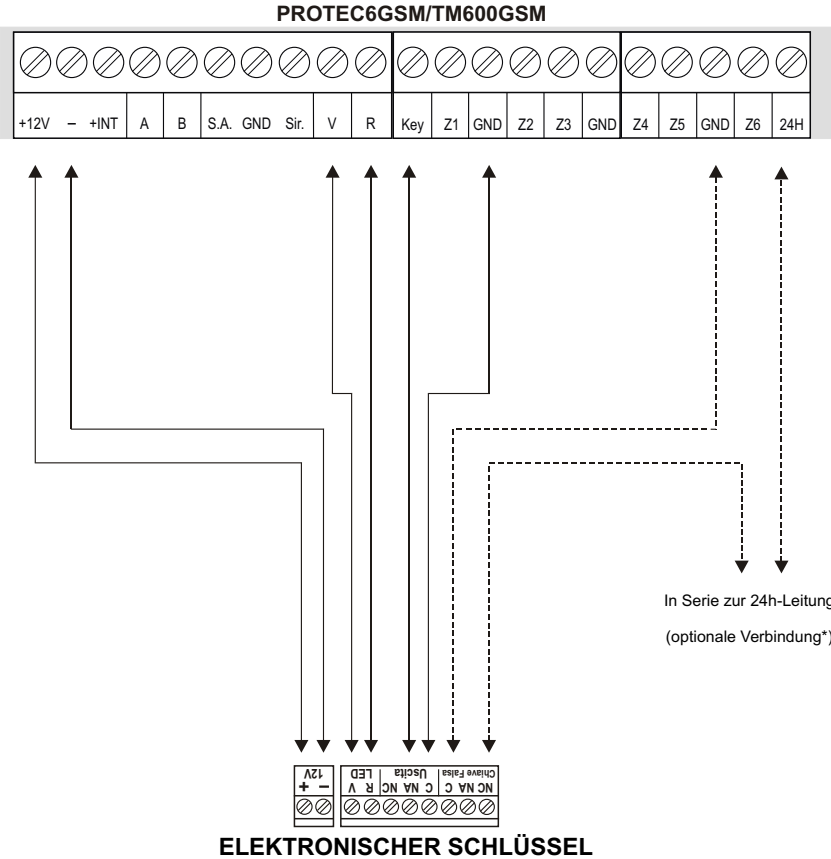 PROTEC6GSM/TM600GSM
+12V – +INT A B S.A. GND Sir. V R Key Z1 GND Z2 Z3 GND Z4 Z5 GND Z6 24H
In Serie zur 24h-Leitung
(optionale Verbindung*)
12V LED Uscita Chiave Falsa
+ – V R NC NA C C NA NC
ELEKTRONISCHER SCHLÜSSEL